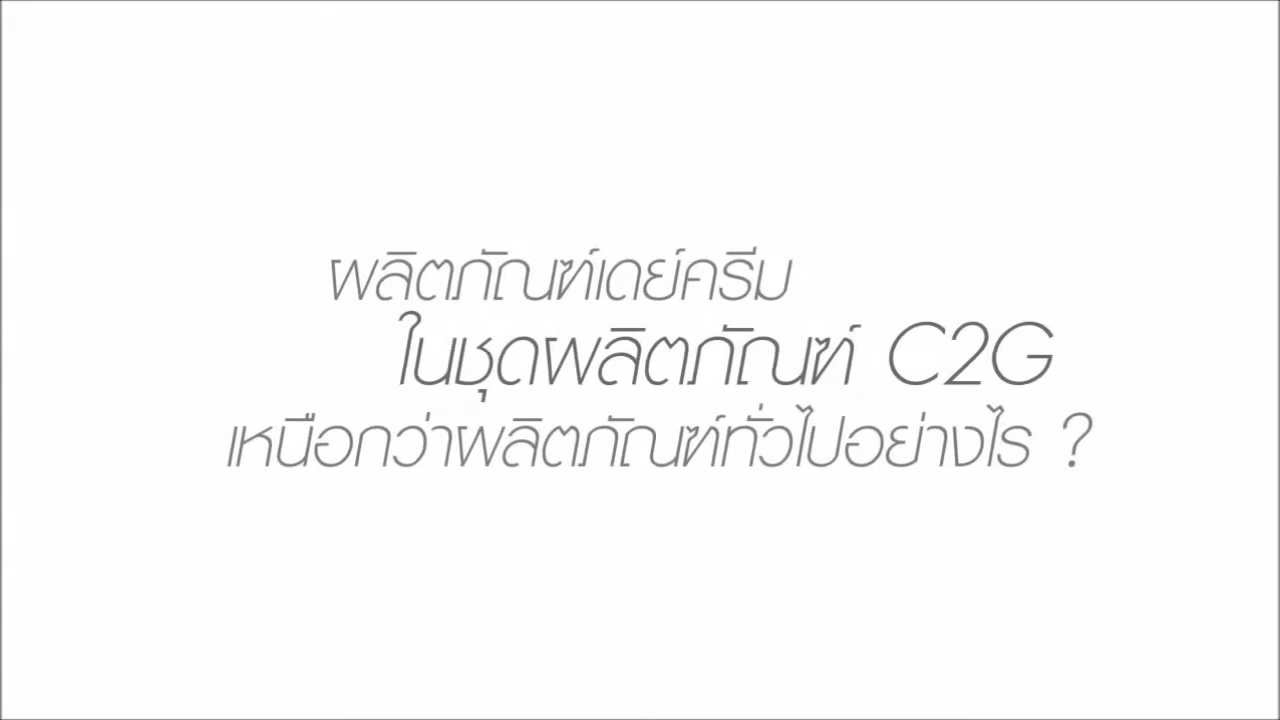 ผลิตภัณฑ์เดย์ครีม
ในชุดผลิตภัณฑ์ C2G
เหนือกว่าผลิตภัณฑ์ทั่วไปอย่างไร ?